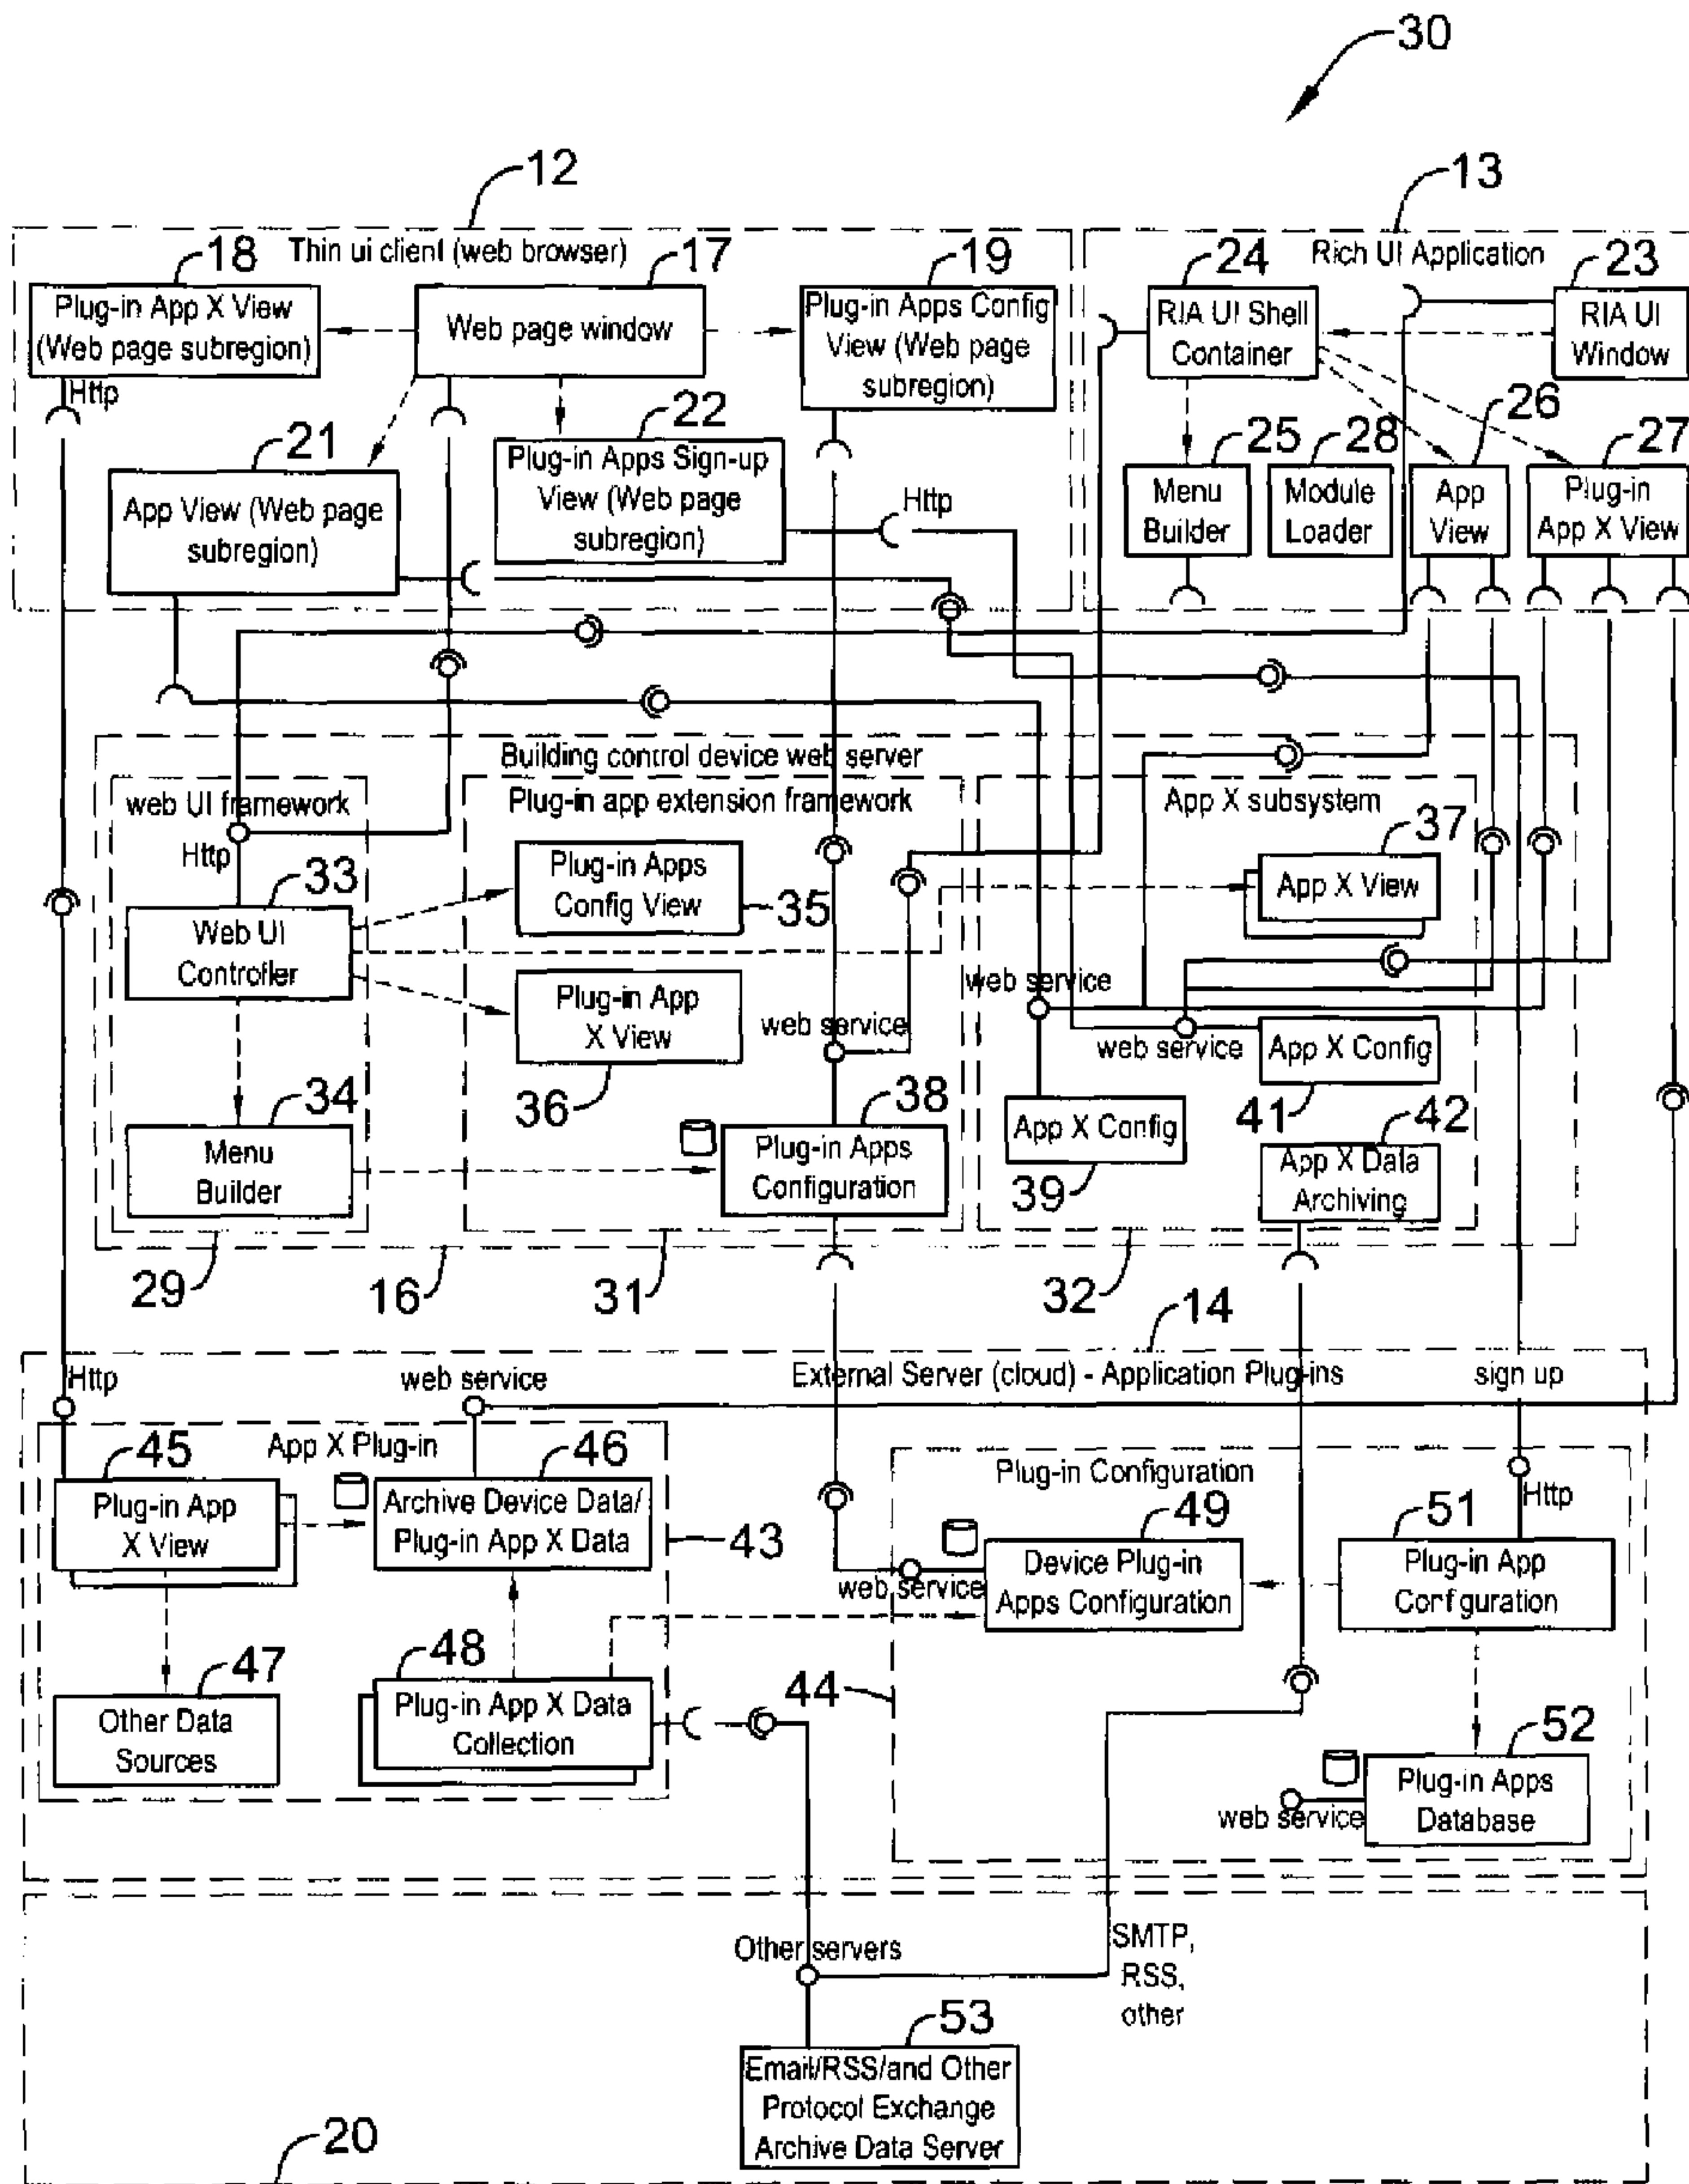 30
12
13
Thin ui client (web browser)
Rich UI Application
18
17
19
24
23
Plug-in App X View
(Web page subregion)
Web page window
Plug-in Apps Config
View (Web page
subregion)
RIA UI Shell
Container
RIA UI
Window
Http
21
22
25
28
26
27
App View (Web page
subregion)
Plug-in Apps Sign-up
View (Web page
subregion)
Http
Menu
Builder
Module
Loader
App
View
Plug-in
App X View
Building control device web server
web UI framework
Plug-in app extension framework
App X subsystem
Http
33
Web UI
Controller
Plug-in Apps
Config View
35
37
App X View
Plug-in App
X View
36
web service
web service
web service
App X Config
41
34
Menu
Builder
38
Plug-in Apps
Configuration
App X Config
39
42
App X Data
Archiving
29
16
31
32
14
Http
web service
External Server (cloud) - Application Plug-ins
sign up
App X Plug-in
45
46
Plug-in App
X View
Archive Device Data/
Plug-in App X Data
43
Plug-in Configuration
49
51
Http
web service
Device Plug-in
Apps Configuration
Plug-in App
Configuration
47
48
44
Other Data
Sources
Plug-in App X Data
Collection
52
web service
Plug-in Apps
Database
Other servers
SMTP,
RSS,
other
53
Email/RSS/and Other
Protocol Exchange
Archive Data Server
20